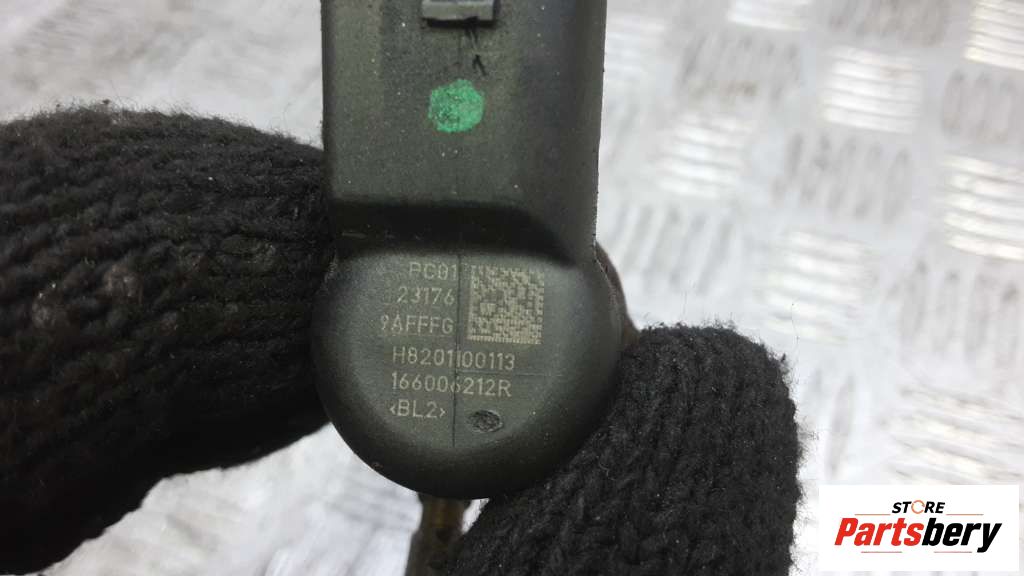 PC01
23176
9AFFFG
H8201100113
166006212R
<BL2>
STORE
Partsbery